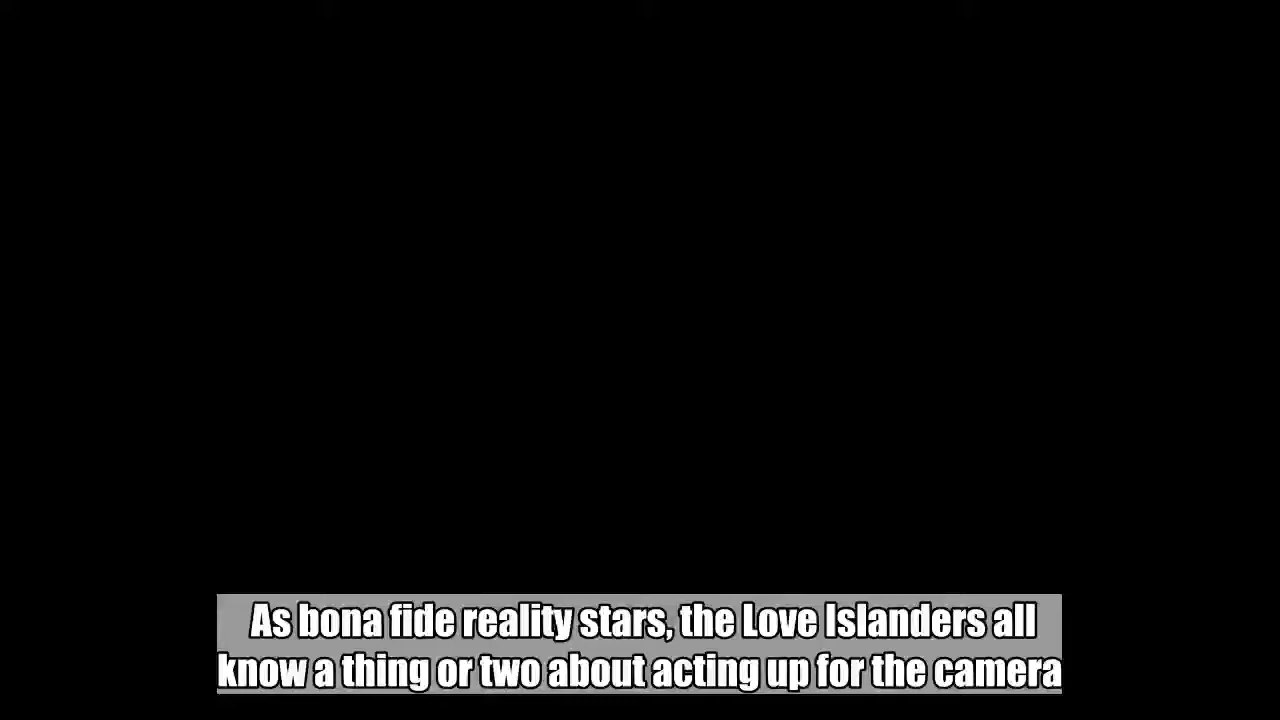 As bona fide reality stars, the Love Islanders all
know a thing or two about acting up for the camera